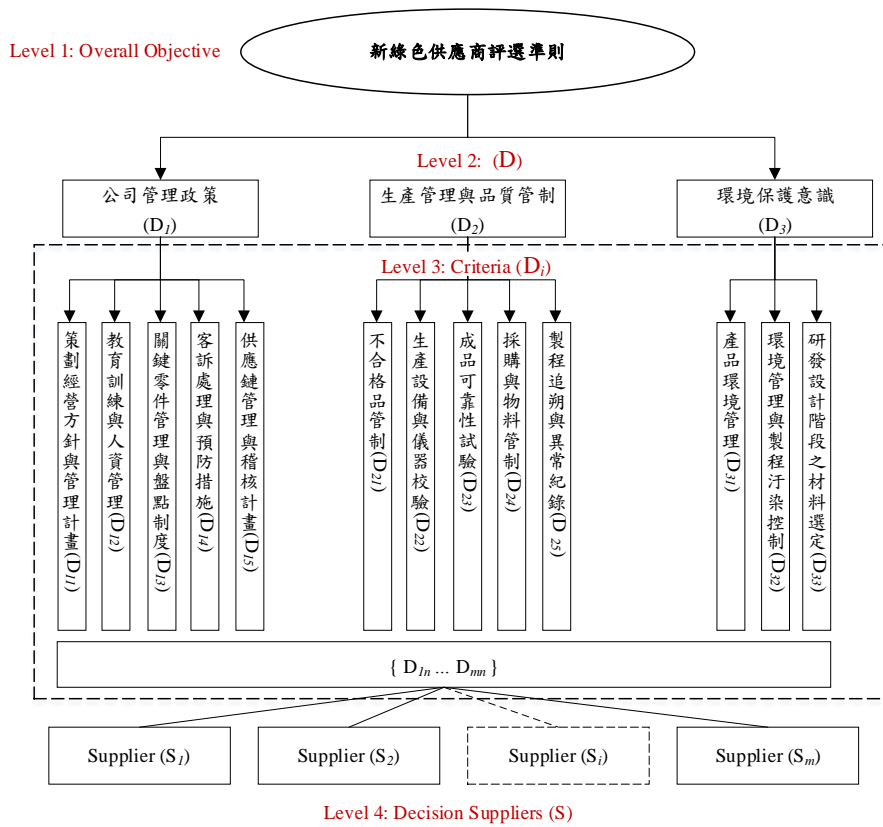 Level 1: Overall Objective
新綠色供應商評選準則
Level 2: (D)
公司管理政策
(D1)
生產管理與品質管制
(D2)
環境保護意識
(D3)
Level 3: Criteria (Di)
策劃經營方針與管理計畫(D11)
教育訓練與人資管理(D12)
關鍵零件管理與盤點制度(D13)
客訴處理與預防措施(D14)
供應鏈管理與稽核計畫(D15)
不合格品管制(D21)
生產設備與儀器校驗(D22)
成品可靠性試驗(D23)
採購與物料管制(D24)
製程追朔與異常紀錄(D25)
產品環境管理(D31)
環境管理與製程汙染控制(D32)
研發設計階段之材料選定(D33)
{ D1n ... Dmn }
Supplier (S1)
Supplier (S2)
Supplier (Si)
Supplier (Sm)
Level 4: Decision Suppliers (S)